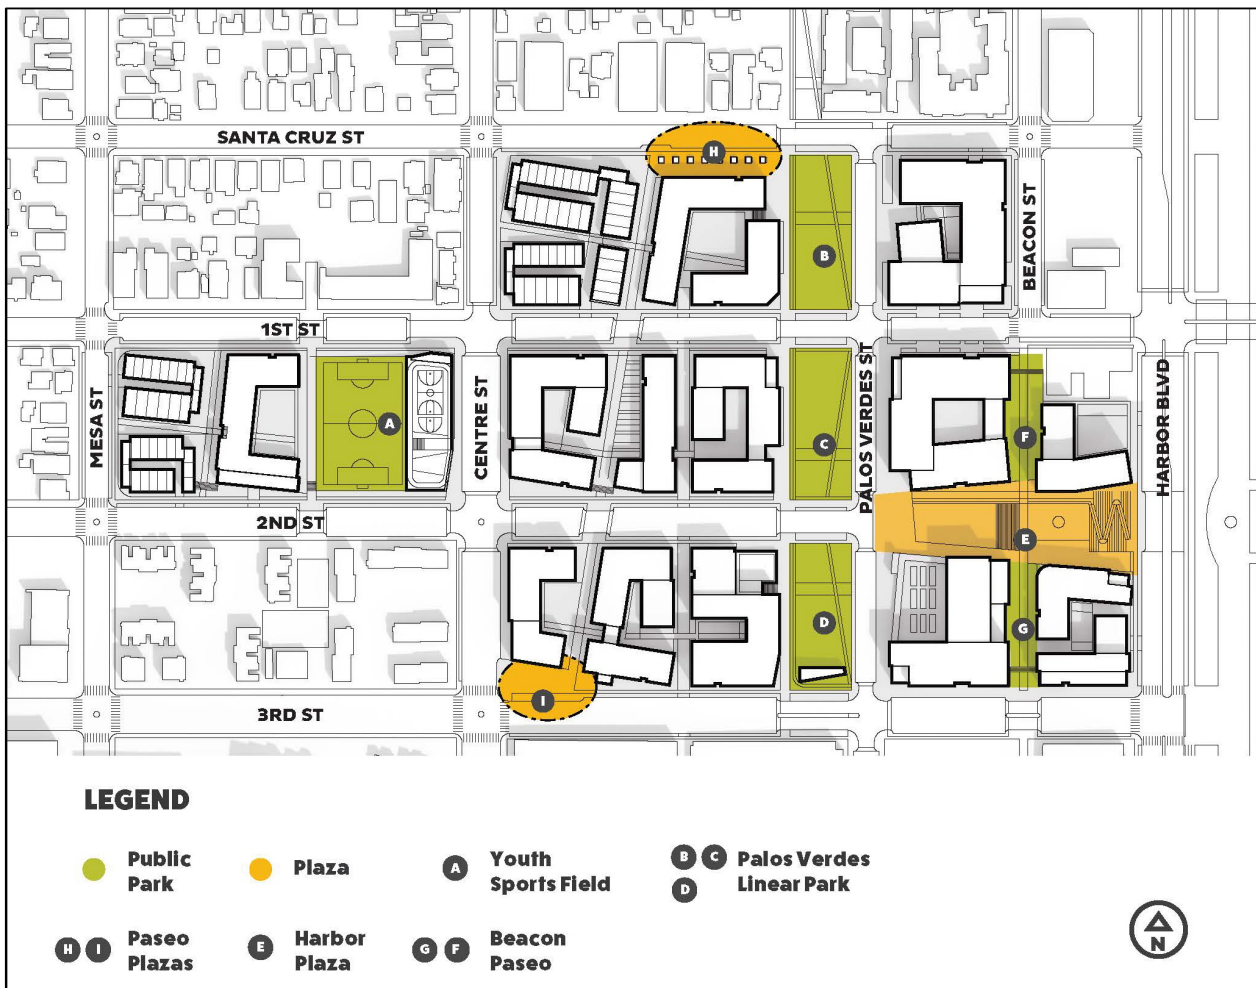 SANTA CRUZ ST
H
BEACON ST
B
1ST ST
MESA ST
A
CENTRE ST
C
PALOS VERDES ST
F
HARBOR BLVD
2ND ST
E
D
G
I
3RD ST
LEGEND
Public
Park
Plaza
A
Youth
Sports Field
B C
D
Palos Verdes
Linear Park
H I
Paseo
Plazas
E
Harbor
Plaza
G F
Beacon
Paseo
N